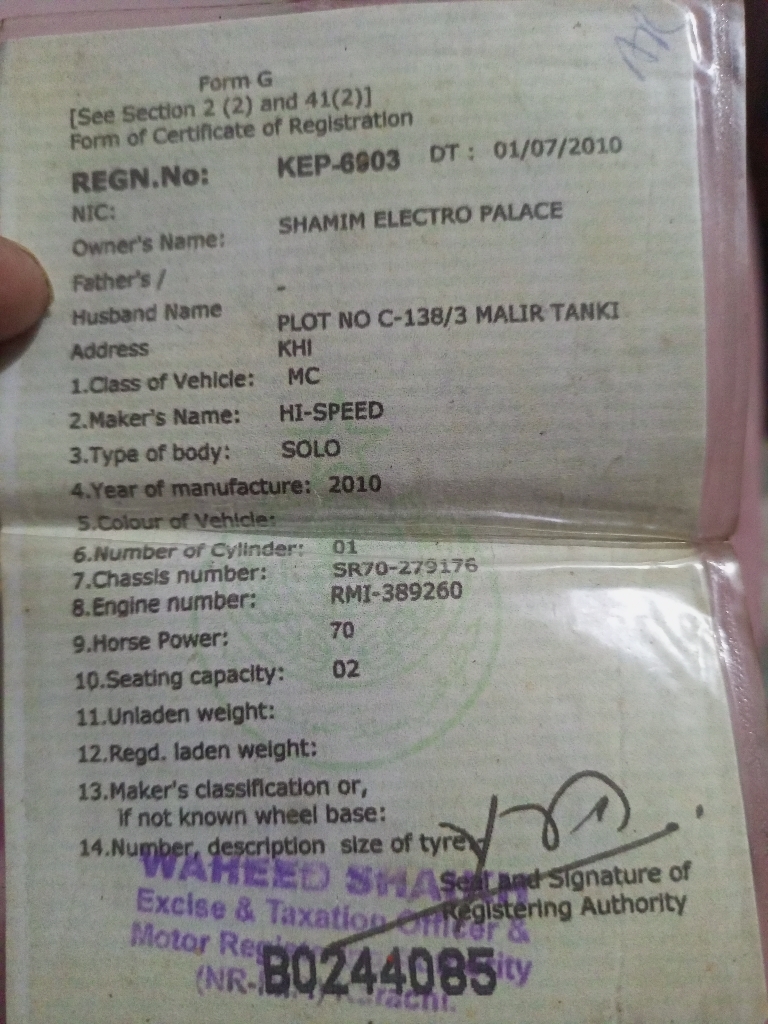 Form G
[See Section 2 (2) and 41(2)]
Form of Certificate of Registration
REGN.No: KEP-6903 DT : 01/07/2010
NIC:
Owner's Name: SHAMIM ELECTRO PALACE
Father's / -
Husband Name
Address PLOT NO C-138/3 MALIR TANKI
KHI
1.Class of Vehicle: MC
2.Maker's Name: HI-SPEED
3.Type of body: SOLO
4.Year of manufacture: 2010
5.Colour of Vehicle:
6.Number of Cylinder: 01
7.Chassis number: SR70-279176
8.Engine number: RMI-389260
9.Horse Power: 70
10.Seating capacity: 02
11.Unladen weight:
12.Regd. laden weight:
13.Maker's classification or,
if not known wheel base:
14.Number, description size of tyre
Seal and Signature of
Registering Authority
WAHEED
Excise & Taxation Officer &
Motor
Karachi.
B0244085